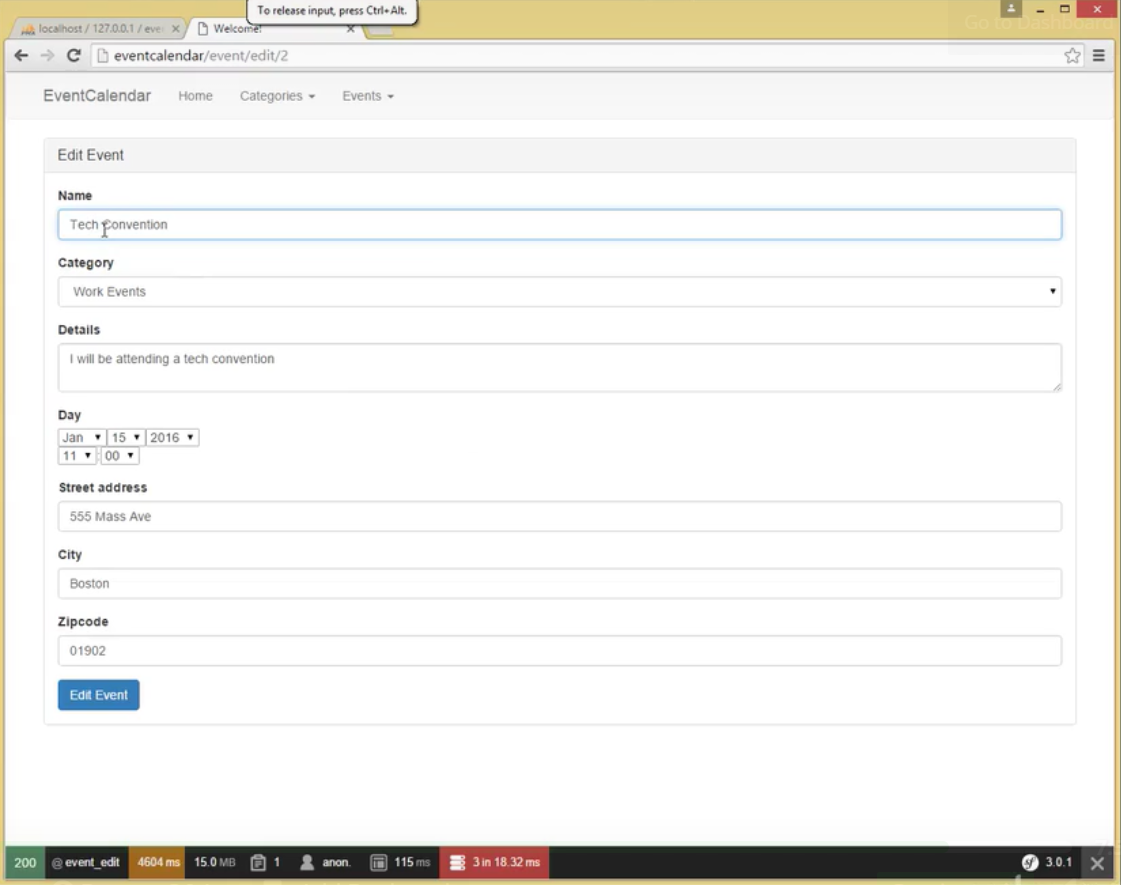 To release input, press Ctrl+Alt.
Go to Dashboard
localhost / 127.0.0.1 / eve
Welcome!
eventcalendar/event/edit/2
EventCalendar Home Categories Events
Edit Event
Name
Tech Convention
Category
Work Events
Details
I will be attending a tech convention
Day
Jan 15 2016
11 : 00
Street address
555 Mass Ave
City
Boston
Zipcode
01902
Edit Event
200 @ event_edit 4604 ms 15.0 MB 1 anon. 115 ms 3 in 18.32 ms sf 3.0.1